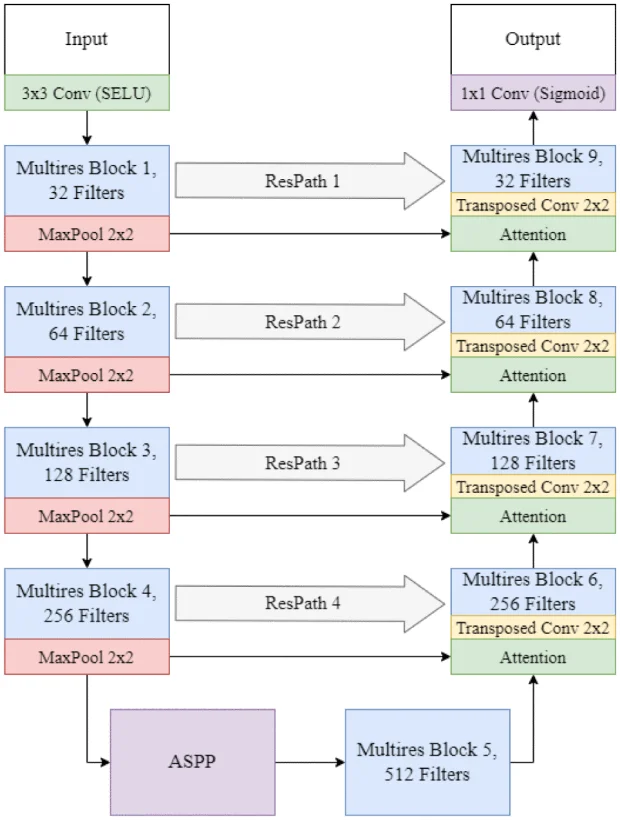 Input
3x3 Conv (SELU)
Multires Block 1,
32 Filters
MaxPool 2x2
Multires Block 2,
64 Filters
MaxPool 2x2
Multires Block 3,
128 Filters
MaxPool 2x2
Multires Block 4,
256 Filters
MaxPool 2x2
ResPath 1
ResPath 2
ResPath 3
ResPath 4
ASPP
Multires Block 5,
512 Filters
Output
1x1 Conv (Sigmoid)
Multires Block 9,
32 Filters
Transposed Conv 2x2
Attention
Multires Block 8,
64 Filters
Transposed Conv 2x2
Attention
Multires Block 7,
128 Filters
Transposed Conv 2x2
Attention
Multires Block 6,
256 Filters
Transposed Conv 2x2
Attention